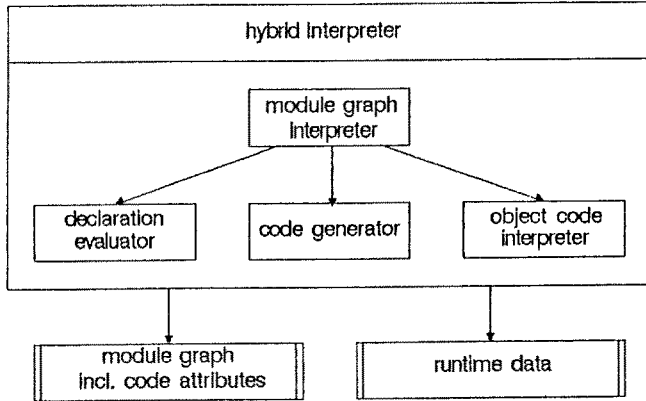 hybrid interpreter
module graph
interpreter
declaration
evaluator
code generator
object code
interpreter
module graph
incl. code attributes
runtime data